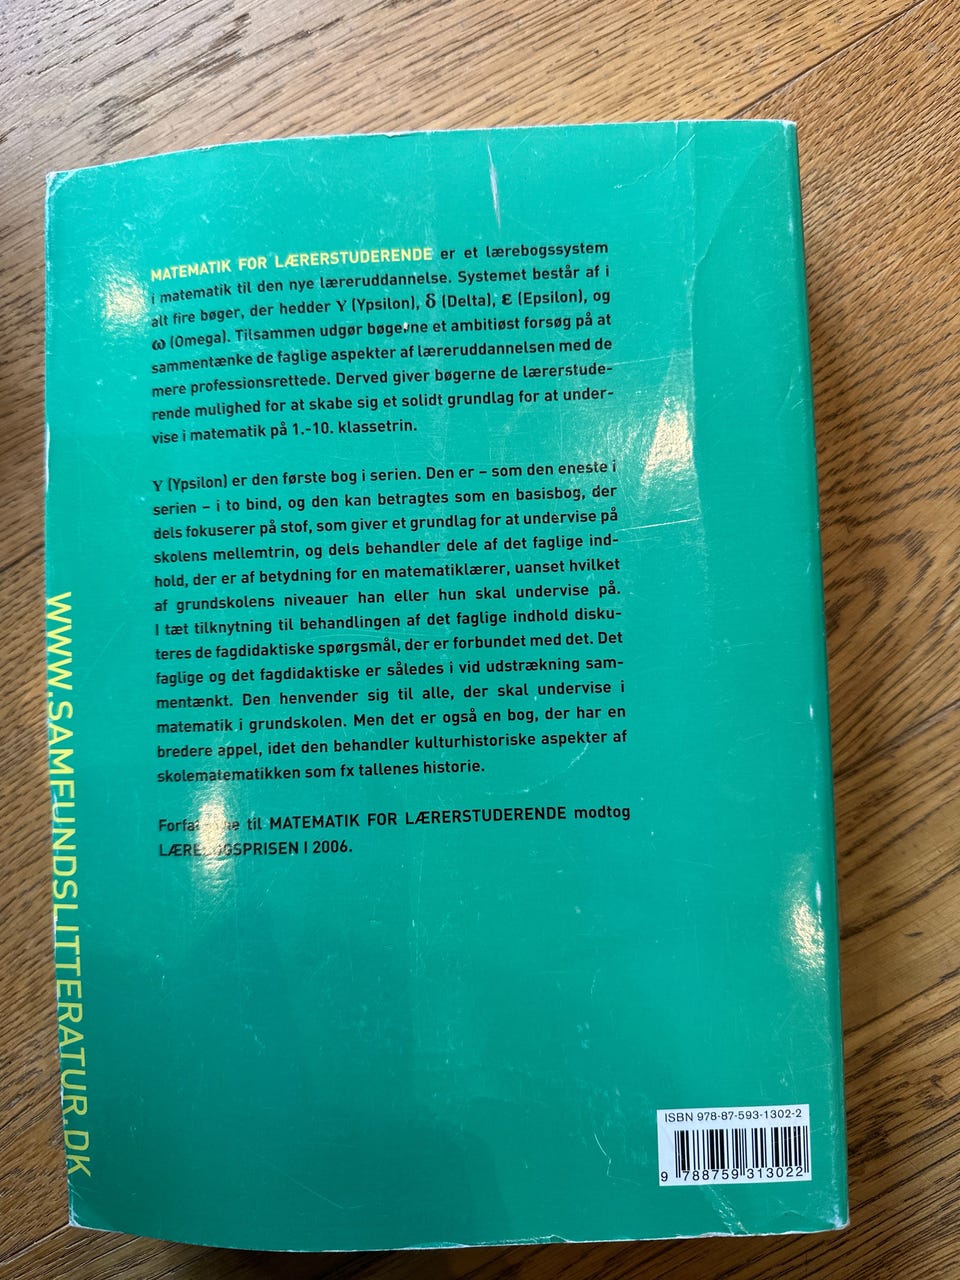 MATEMATIK FOR LÆRERSTUDERENDE er et lærebogssystem
i matematik til den nye læreruddannelse. Systemet består af i
alt fire bøger, der hedder Υ (Ypsilon), δ (Delta), ε (Epsilon), og
ω (Omega). Tilsammen udgør bøgerne et ambitiøst forsøg på at
sammentænke de faglige aspekter af læreruddannelsen med de
mere professionsrettede. Derved giver bøgerne de lærerstude-
rende mulighed for at skabe sig et solidt grundlag for at under-
vise i matematik på 1.-10. klassetrin.
Υ (Ypsilon) er den første bog i serien. Den er – som den eneste i
serien – i to bind, og den kan betragtes som en basisbog, der
dels fokuserer på stof, som giver et grundlag for at undervise på
skolens mellemtrin, og dels behandler dele af det faglige ind-
hold, der er af betydning for en matematiklærer, uanset hvilket
af grundskolens niveauer han eller hun skal undervise på.
I tæt tilknytning til behandlingen af det faglige indhold disku-
teres de fagdidaktiske spørgsmål, der er forbundet med det. Det
faglige og det fagdidaktiske er således i vid udstrækning sam-
mentænkt. Den henvender sig til alle, der skal undervise i
matematik i grundskolen. Men det er også en bog, der har en
bredere appel, idet den behandler kulturhistoriske aspekter af
skolematematikken som fx tallenes historie.
til MATEMATIK FOR LÆRERSTUDERENDE modtog
LÆREBOGSPRISEN I 2006.
WWW.SAMFUNDSLITTERATUR.DK
ISBN 978-87-593-1302-2
9 788759 313022